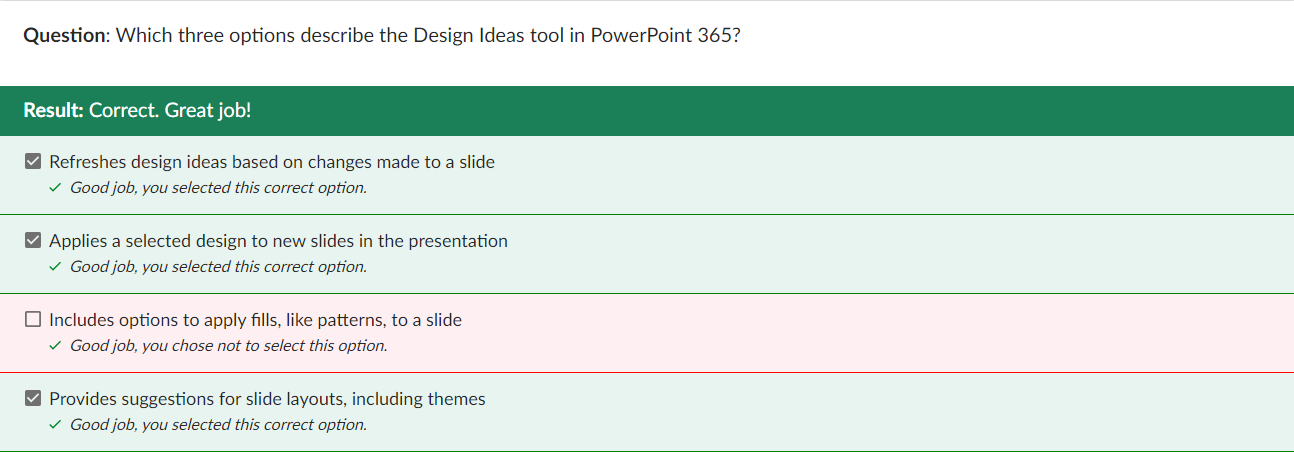 Question: Which three options describe the Design Ideas tool in PowerPoint 365?
Result: Correct. Great job!
Refreshes design ideas based on changes made to a slide
Good job, you selected this correct option.
Applies a selected design to new slides in the presentation
Good job, you selected this correct option.
Includes options to apply fills, like patterns, to a slide
Good job, you chose not to select this option.
Provides suggestions for slide layouts, including themes
Good job, you selected this correct option.